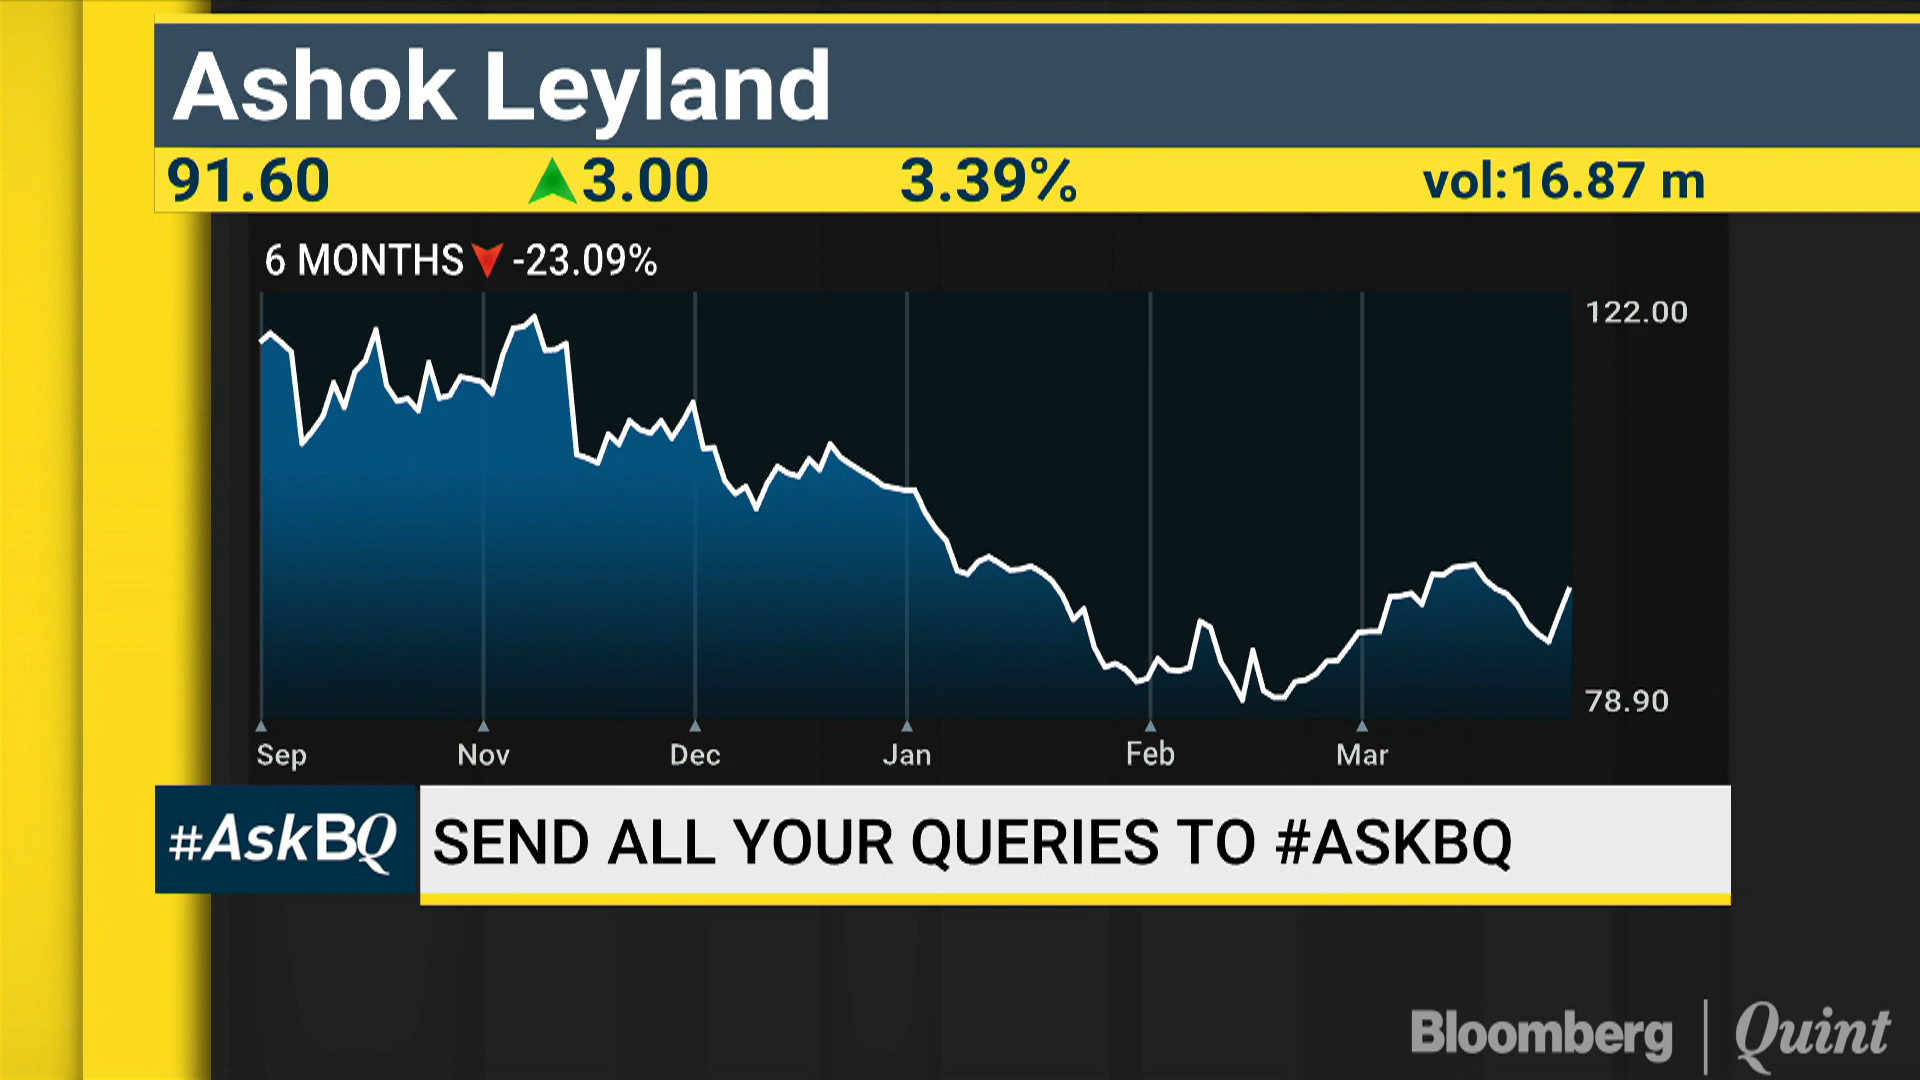 Ashok Leyland
91.60 3.00 3.39% vol:16.87 m
6 MONTHS -23.09%
122.00
78.90
Sep Nov Dec Jan Feb Mar
#AskBQ SEND ALL YOUR QUERIES TO #ASKBQ
Bloomberg | Quint